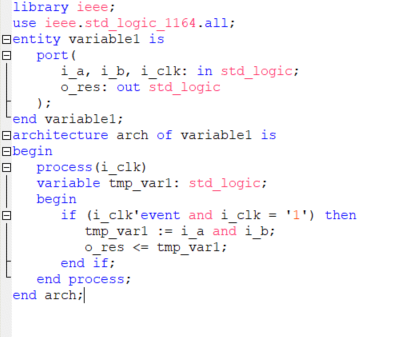 library ieee;
use ieee.std_logic_1164.all;
entity variable1 is
port(
i_a, i_b, i_clk: in std_logic;
o_res: out std_logic
);
end variable1;
architecture arch of variable1 is
begin
process(i_clk)
variable tmp_var1: std_logic;
begin
if (i_clk'event and i_clk = '1') then
tmp_var1 := i_a and i_b;
o_res <= tmp_var1;
end if;
end process;
end arch;